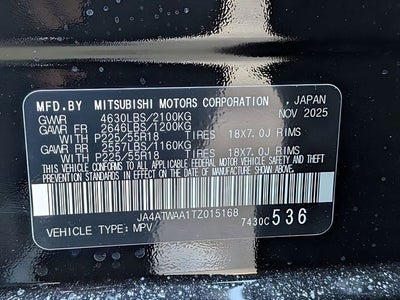 MFD.BY MITSUBISHI MOTORS CORPORATION , JAPAN
GVWR 4630LBS/2100KG NOV 2025
GAWR FR 2646LBS/1200KG
WITH P225/55R18 TIRES 18X7.0J RIMS
GAWR RR 2557LBS/1160KG
WITH P225/55R18 TIRES 18X7.0J RIMS
THIS VEHICLE CONFORMS TO ALL APPLICABLE FEDERAL MOTOR VEHICLE SAFETY AND THEFT
PREVENTION STANDARDS IN EFFECT ON THE DATE OF MANUFACTURE SHOWN ABOVE.
JA4ATWAA1TZ015168
VEHICLE TYPE: MPV 7430C 536